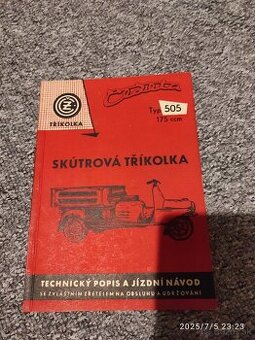 ČZ
TŘÍKOLKA
Čezeta
Typ 505
175 ccm
SKÚTROVÁ TŘÍKOLKA
TECHNICKÝ POPIS A JÍZDNÍ NÁVOD
SE ZVLÁŠTNÍM ZŘETELEM NA OBSLUHU A UDRŽOVÁNÍ
2025/7/5 23:23